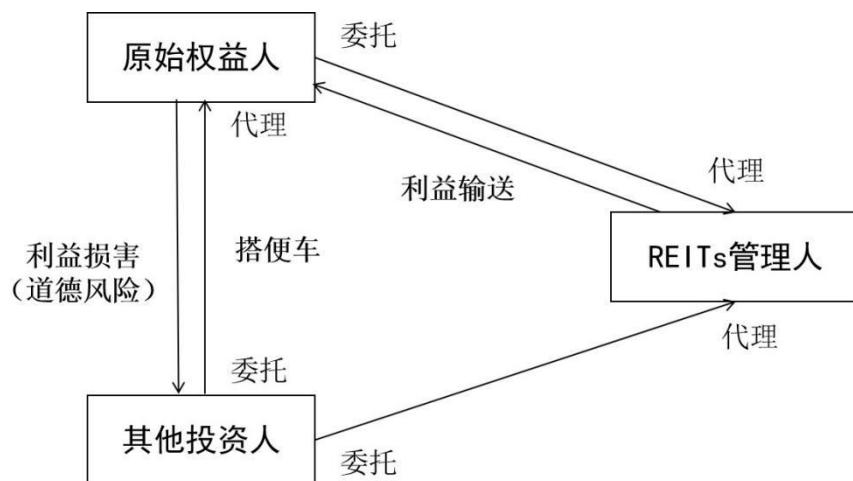 委托
原始权益人
代理
利益输送
代理
REITs管理人
代理
利益损害
（道德风险）
搭便车
委托
其他投资人
委托